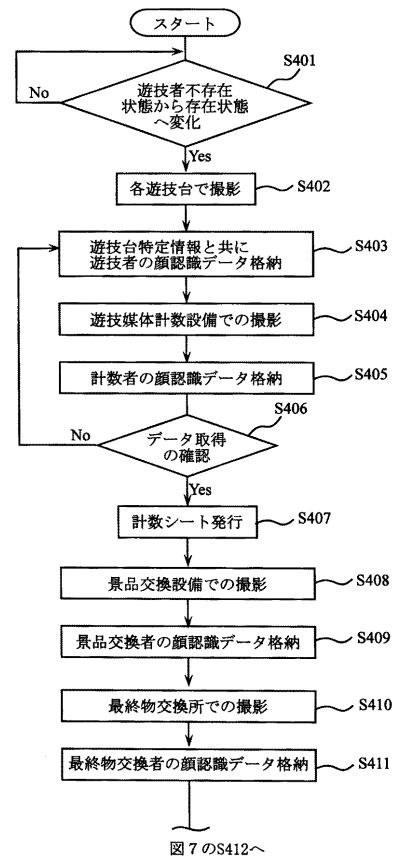 スタート
S401
遊技者不存在
状態から存在状態
へ変化
No
Yes
各遊技台で撮影
S402
遊技台特定情報と共に
遊技者の顔認識データ格納
S403
遊技媒体計数設備での撮影
S404
計数者の顔認識データ格納
S405
S406
データ取得
の確認
No
Yes
計数シート発行
S407
景品交換設備での撮影
S408
景品交換者の顔認識データ格納
S409
最終物交換所での撮影
S410
最終物交換者の顔認識データ格納
S411
図7のS412へ